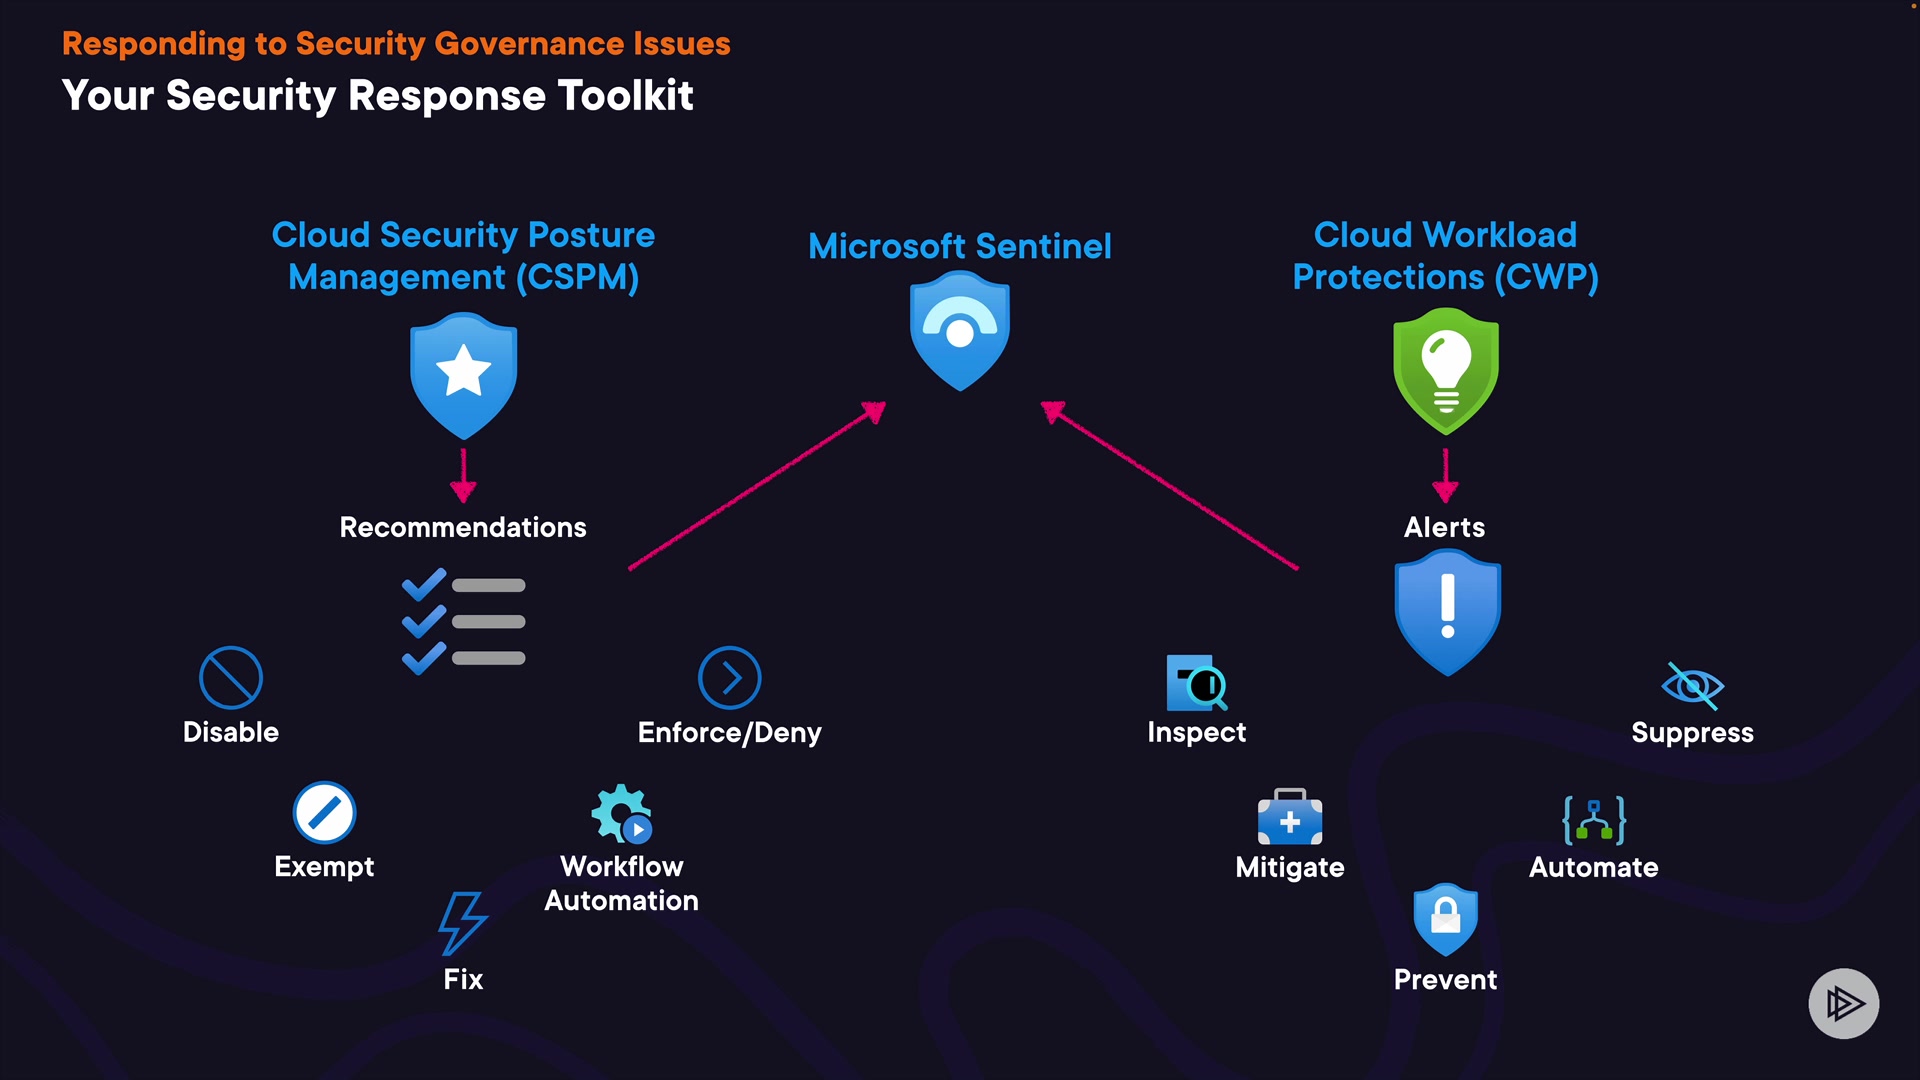 Responding to Security Governance Issues
Your Security Response Toolkit
Cloud Security Posture
Management (CSPM)
Microsoft Sentinel
Cloud Workload
Protections (CWP)
Recommendations
Alerts
Disable
Enforce/Deny
Inspect
Suppress
Exempt
Workflow
Automation
Mitigate
Automate
Fix
Prevent